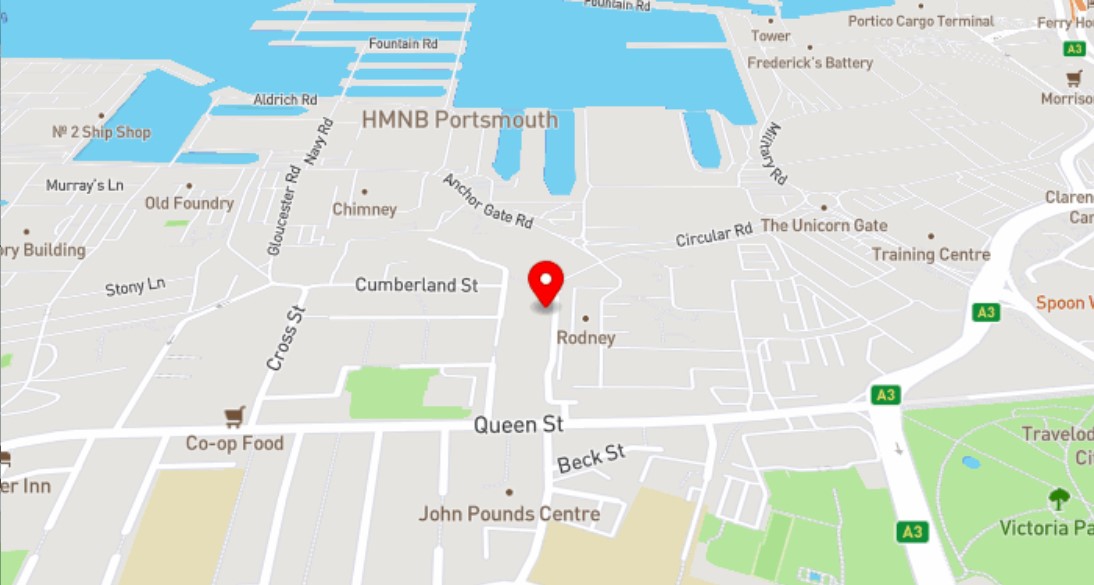 Fountain Rd
Portico Cargo Terminal
Tower
Ferry Ho
Fountain Rd
A3
Frederick's Battery
Aldrich Rd
Morriso
HMNB Portsmouth
Nº 2 Ship Shop
Navy Rd
Military Rd
Murray's Ln
Anchor Gate Rd
Old Foundry
Gloucester Rd
Chimney
Claren
Car
The Unicorn Gate
Circular Rd
ory Building
Training Centre
Stony Ln
Cumberland St
Spoon W
A3
Cross St
Rodney
A3
Queen St
Co-op Food
Travelod
Ci
Beck St
er Inn
John Pounds Centre
Victoria Pa
A3